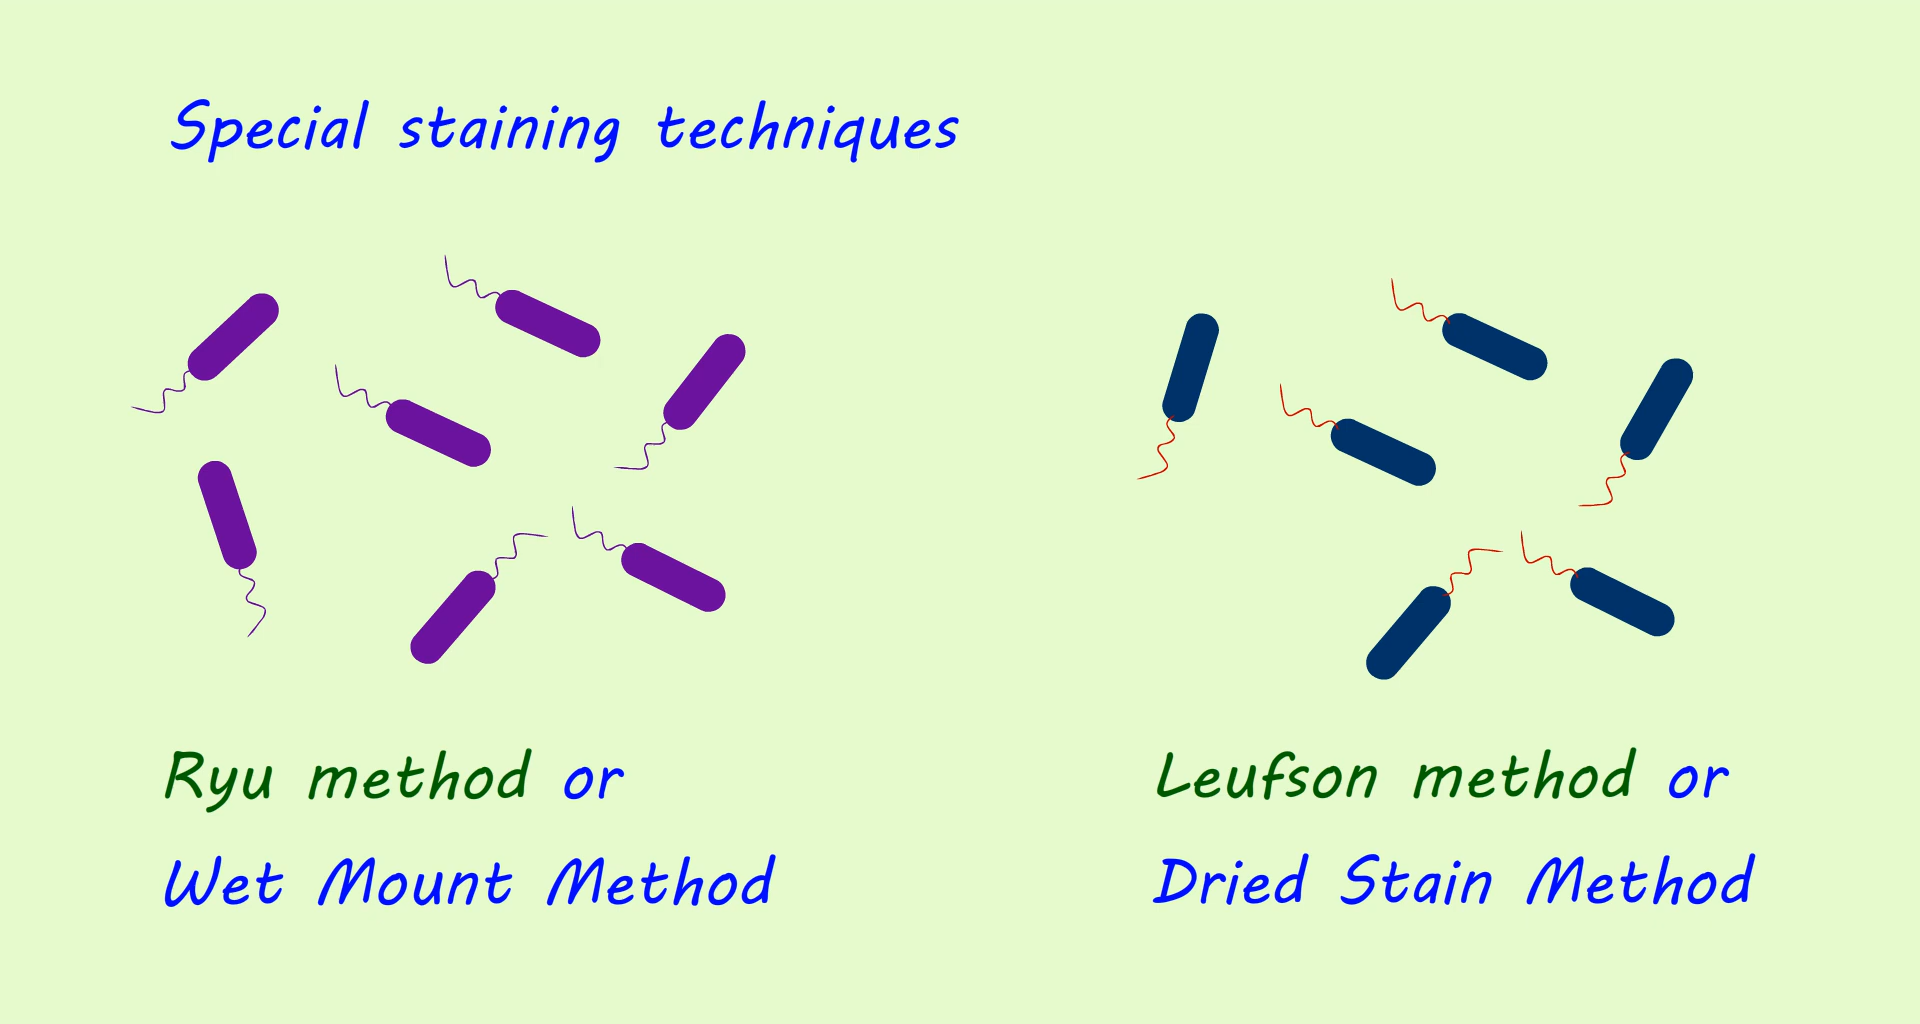 Special staining techniques
Ryu method or
Wet Mount Method
Leufson method or
Dried Stain Method